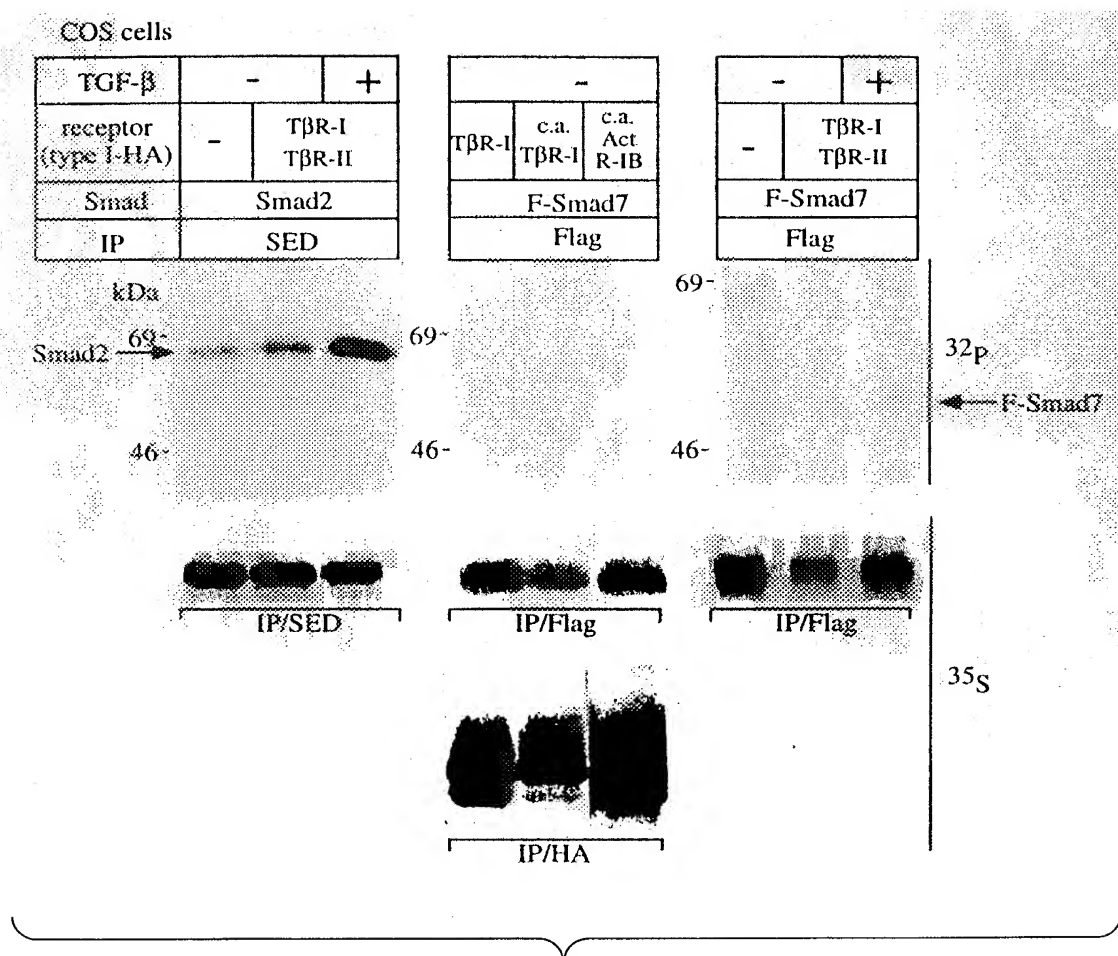 COS cells
TGF-β - +
receptor (type I-HA) - TβR-I TβR-II
Smad Smad2
IP SED
-
TβR-I c.a. TβR-I c.a. Act R-IB
F-Smad7
Flag
- +
- TβR-I TβR-II
F-Smad7
Flag
kDa
69-
Smad2
46-
69-
46-
69-
46-
32P
F-Smad7
IP/SED
IP/Flag
IP/Flag
35S
IP/HA